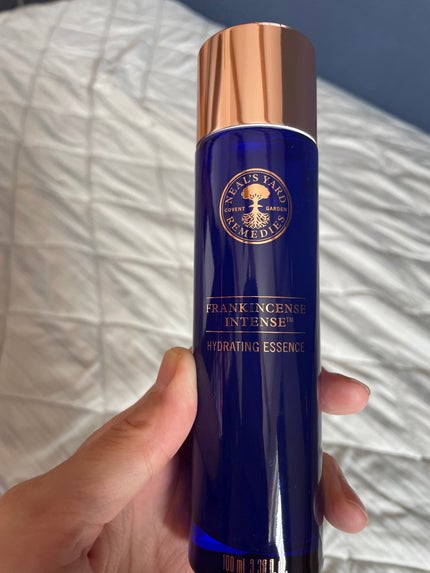 NEAL'S YARD
COVENT GARDEN
REMEDIES
FRANKINCENSE
INTENSE™
HYDRATING ESSENCE
100 ml